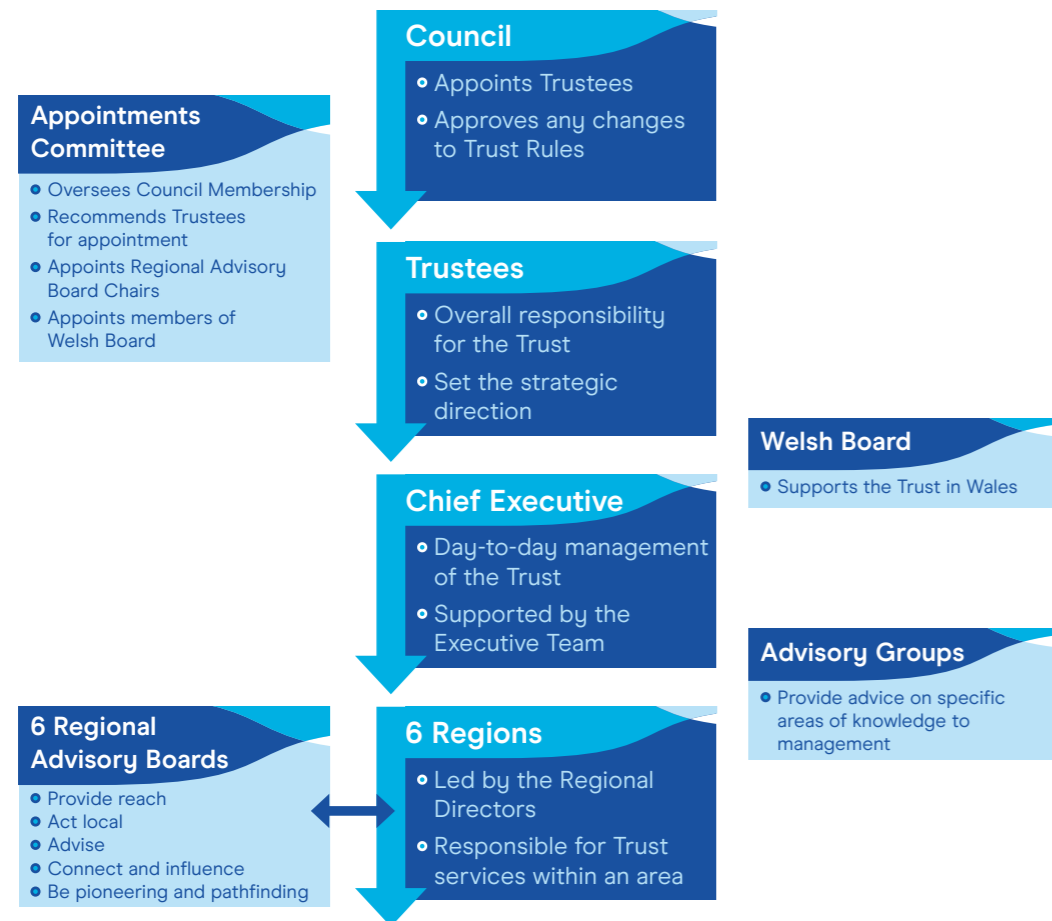 Council
Appoints Trustees
Approves any changes
to Trust Rules
Appointments
Committee
Oversees Council Membership
Recommends Trustees
for appointment
Appoints Regional Advisory
Board Chairs
Appoints members of
Welsh Board
Trustees
Overall responsibility
for the Trust
Set the strategic
direction
Welsh Board
Supports the Trust in Wales
Chief Executive
Day-to-day management
of the Trust
Supported by the
Executive Team
Advisory Groups
Provide advice on specific
areas of knowledge to
management
6 Regional
Advisory Boards
Provide reach
Act local
Advise
Connect and influence
Be pioneering and pathfinding
6 Regions
Led by the Regional
Directors
Responsible for Trust
services within an area